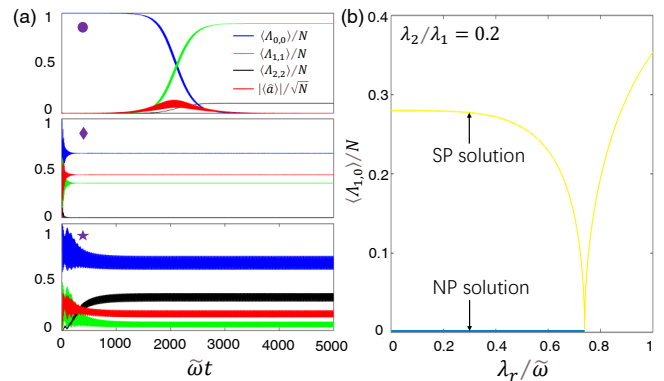 (a)
1
0.5
0
⟨Λ0,0⟩/N
⟨Λ1,1⟩/N
⟨Λ2,2⟩/N
|⟨â⟩|/√N
1
0.5
0
1
0.5
0
0 1000 2000 3000 4000 5000
ω̃t
(b)
0.4
0.3
0.2
0.1
0
⟨Λ1,0⟩/N
λ2/λ1 = 0.2
SP solution
NP solution
0 0.2 0.4 0.6 0.8 1
λr/ω̃